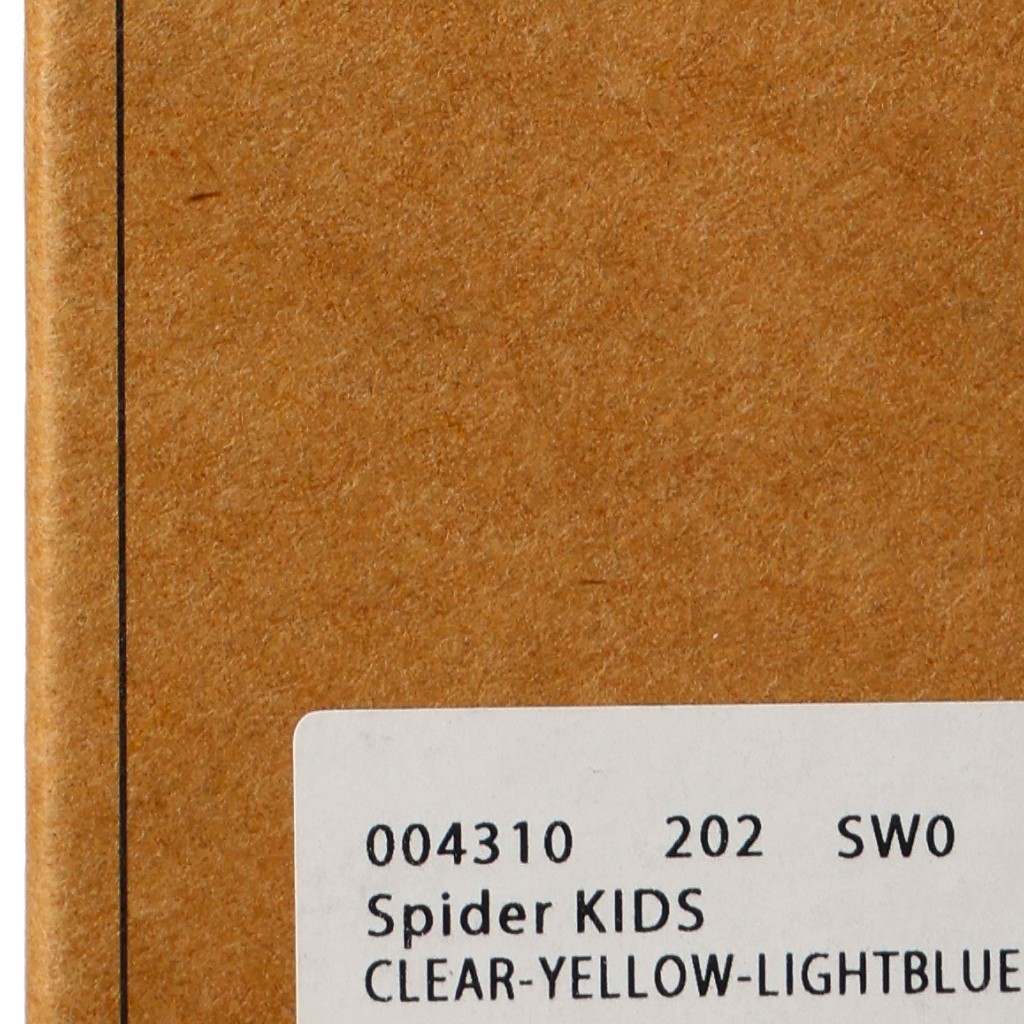 004310 202 SW0
Spider KIDS
CLEAR-YELLOW-LIGHTBLUE